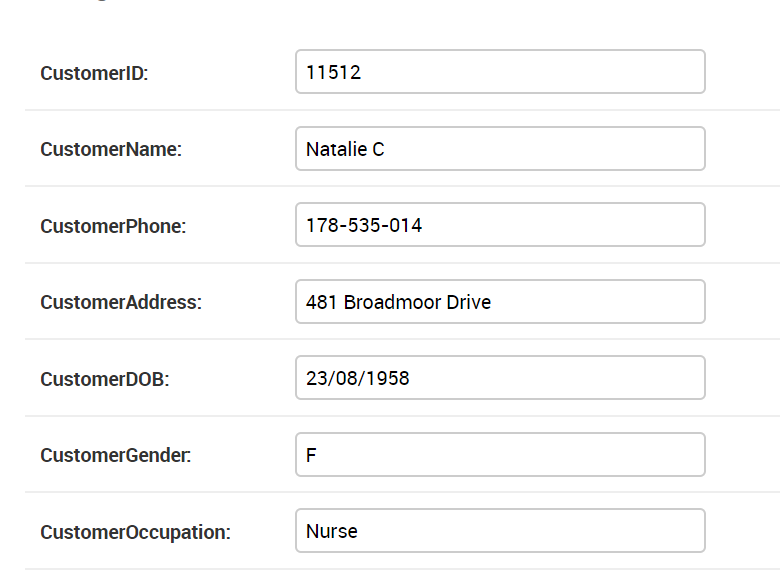 CustomerID: 11512
CustomerName: Natalie C
CustomerPhone: 178-535-014
CustomerAddress: 481 Broadmoor Drive
CustomerDOB: 23/08/1958
CustomerGender: F
CustomerOccupation: Nurse